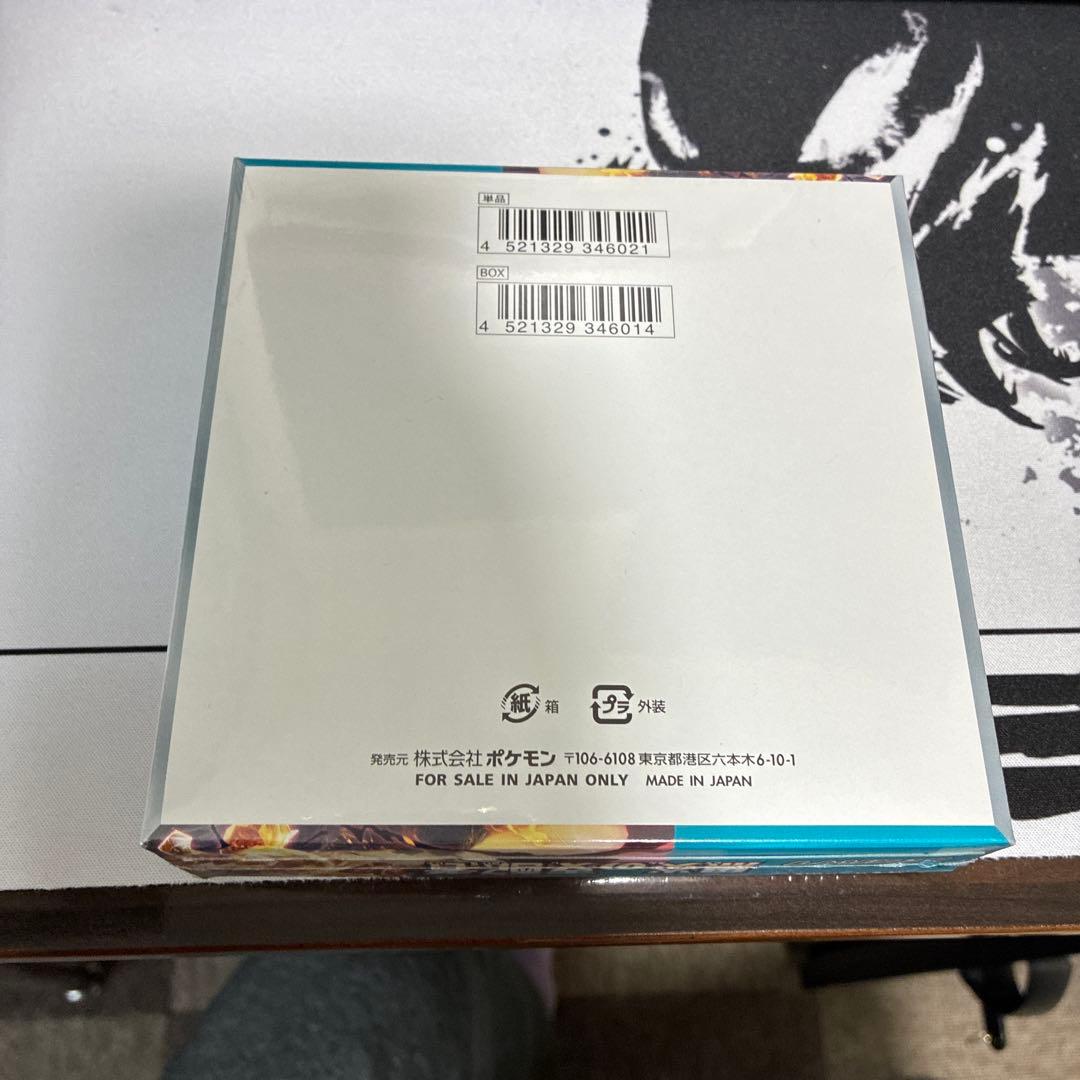 単品
4 521329 346021
BOX
4 521329 346014
紙 箱
プラ 外装
発売元 株式会社 ポケモン 〒106-6108 東京都港区六本木6-10-1
FOR SALE IN JAPAN ONLY MADE IN JAPAN